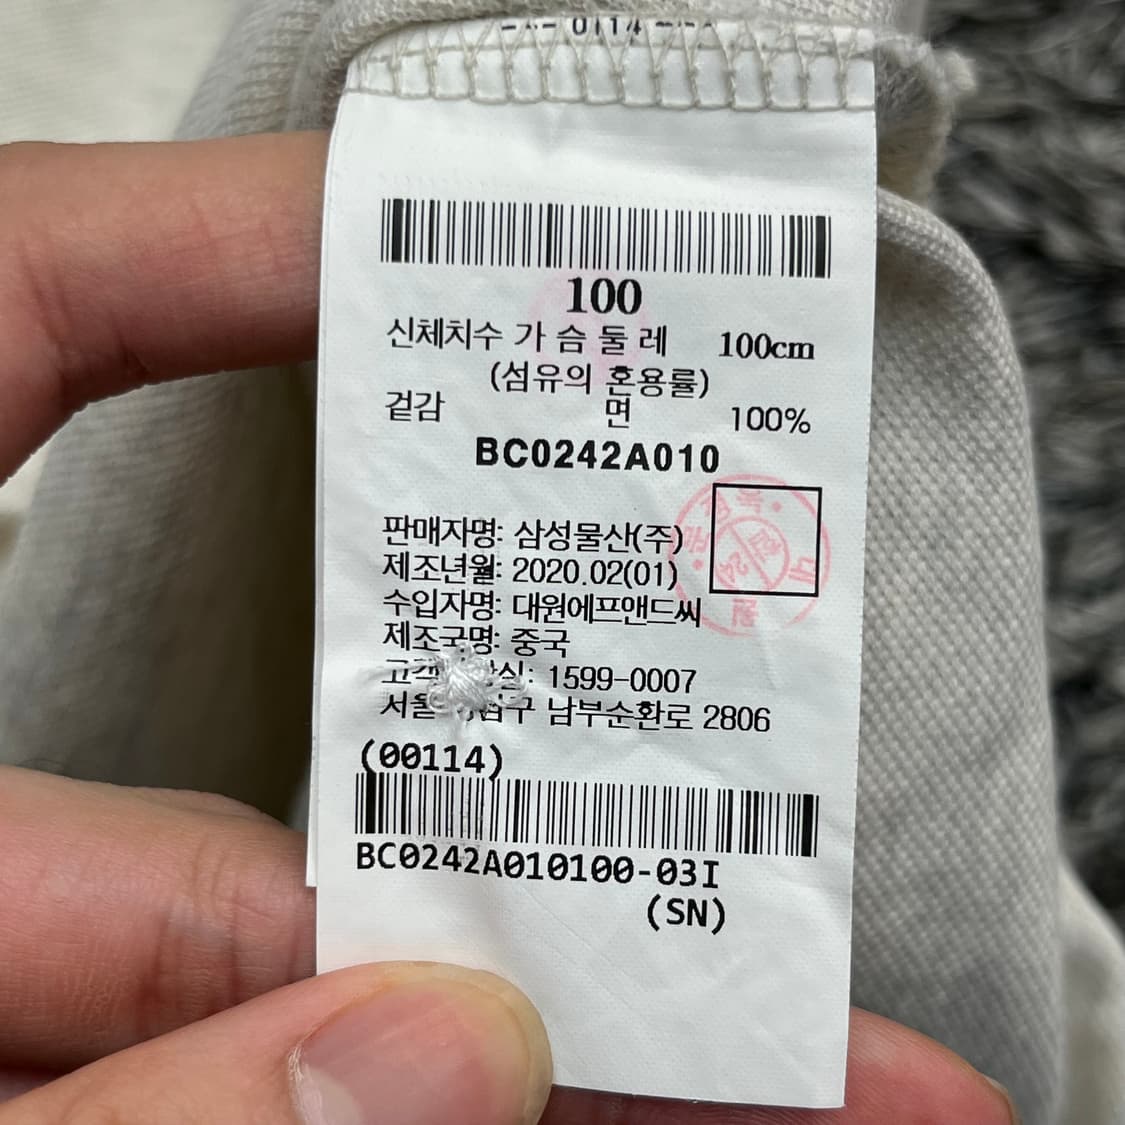 0114
100
신체치수 가 슴 둘 레 100cm
(섬유의 혼용률)
겉감 면 100%
BC0242A010
판매자명: 삼성물산(주)
제조년월: 2020.02(01)
수입자명: 대원에프앤드씨
제조국명: 중국
1599-0007
남부순환로 2806
(00114)
BC0242A010100-03I
(SN)